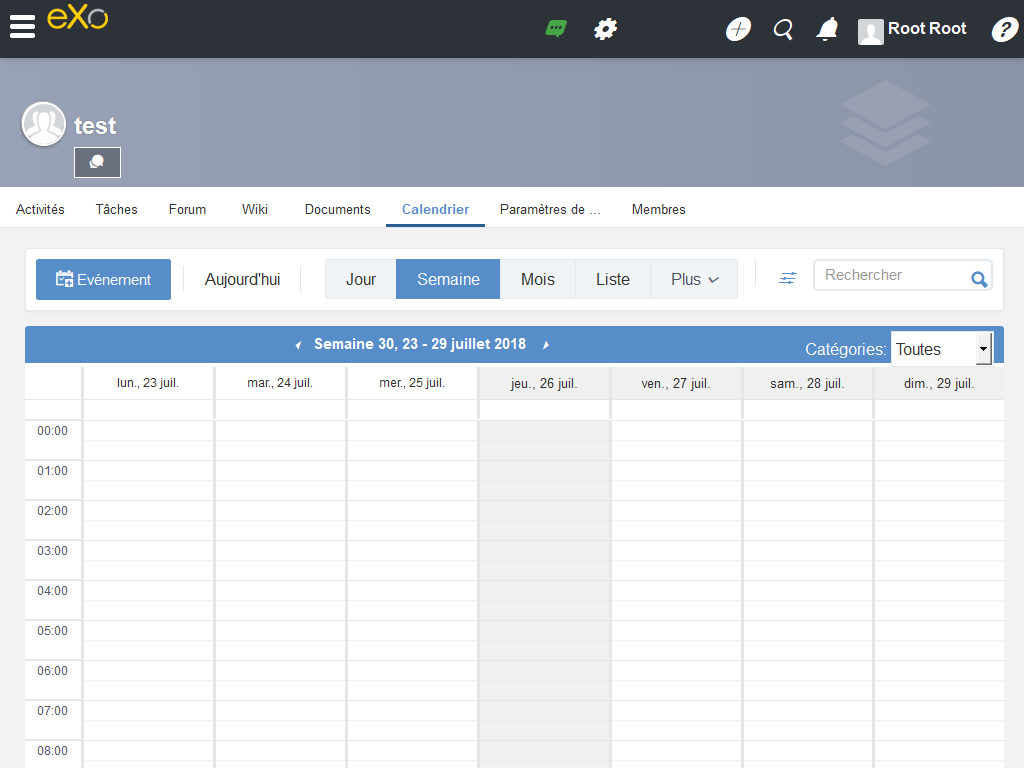 eXo
Root Root
?
test
Activités Tâches Forum Wiki Documents Calendrier Paramètres de ... Membres
Evénement Aujourd'hui Jour Semaine Mois Liste Plus Rechercher
Semaine 30, 23 - 29 juillet 2018
Catégories: Toutes
lun., 23 juil. mar., 24 juil. mer., 25 juil. jeu., 26 juil. ven., 27 juil. sam., 28 juil. dim., 29 juil.
00:00
01:00
02:00
03:00
04:00
05:00
06:00
07:00
08:00